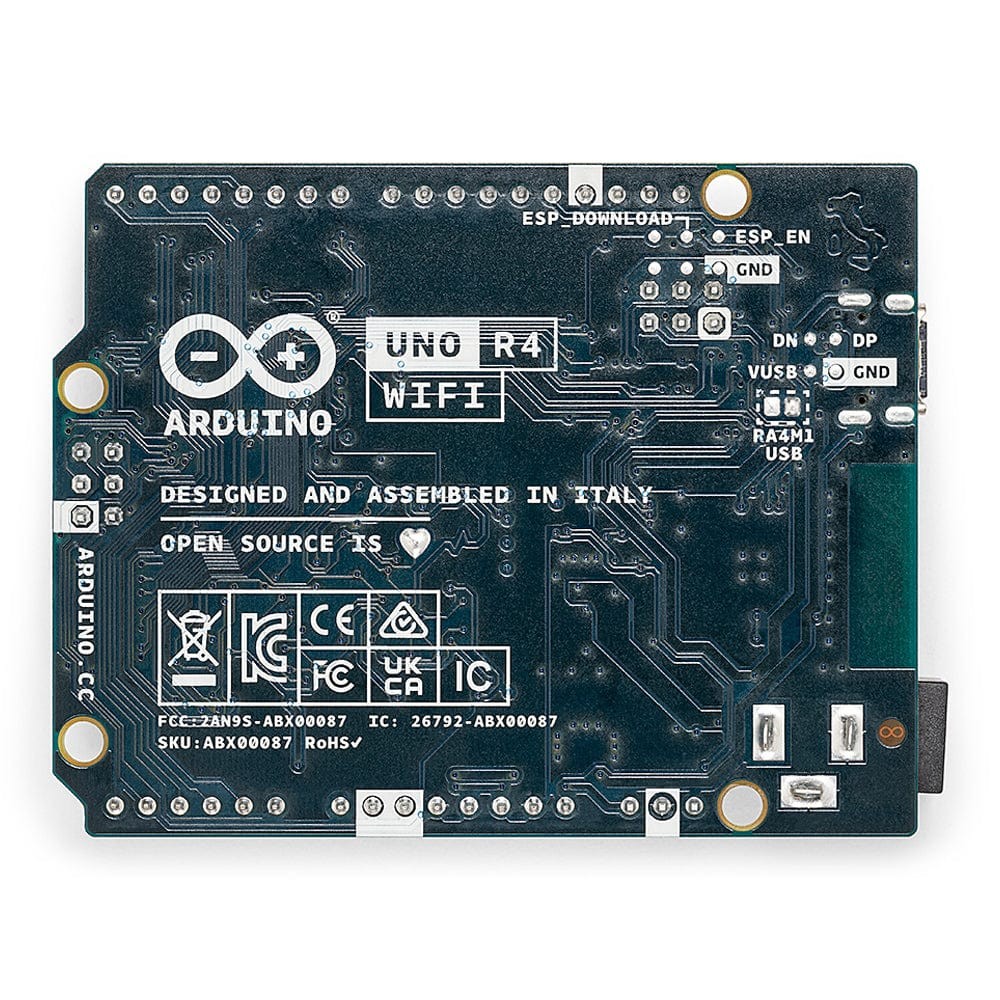 ESP_DOWNLOAD
ESP_EN
GND
®
UNO R4
WIFI
ARDUINO
DN DP
VUSB GND
RA4M1
USB
DESIGNED AND ASSEMBLED IN ITALY
OPEN SOURCE IS
ARDUINO.CC
KC CE
FC UK
CA IC
FCC:2AN9S-ABX00087 IC: 26792-ABX00087
SKU:ABX00087 RoHS✓